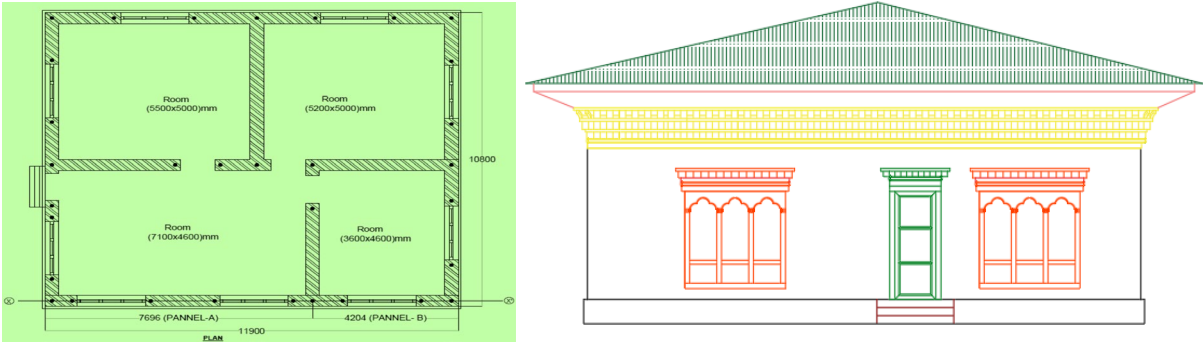 Room
(5500x5000)mm
Room
(5200x5000)mm
10800
Room
(7100x4600)mm
Room
(3600x4600)mm
X
X'
7696 (PANNEL-A)
4204 (PANNEL- B)
11900
PLAN